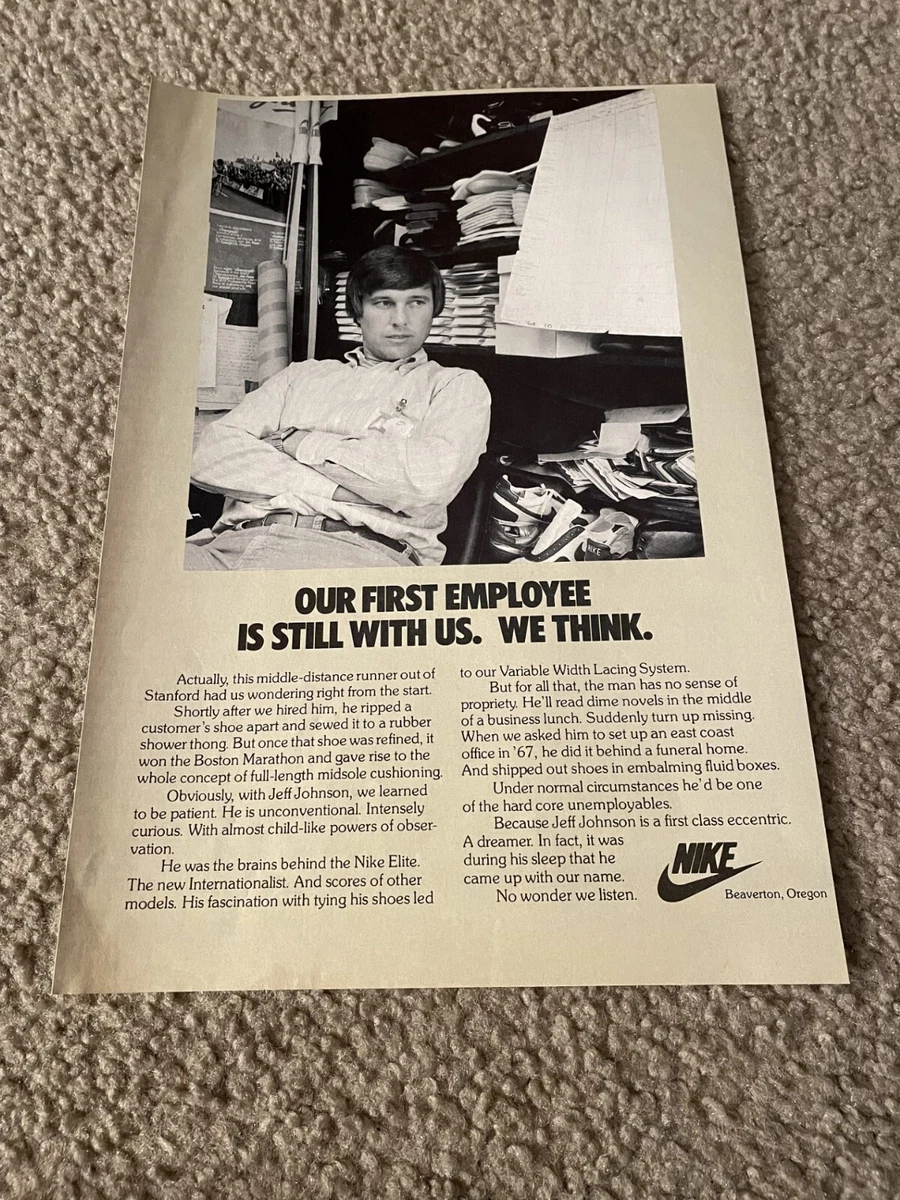 NIKE
OUR FIRST EMPLOYEE
IS STILL WITH US. WE THINK.
Actually, this middle-distance runner out of
Stanford had us wondering right from the start.
Shortly after we hired him, he ripped a
customer's shoe apart and sewed it to a rubber
shower thong. But once that shoe was refined, it
won the Boston Marathon and gave rise to the
whole concept of full-length midsole cushioning.
Obviously, with Jeff Johnson, we learned
to be patient. He is unconventional. Intensely
curious. With almost child-like powers of obser-
vation.
He was the brains behind the Nike Elite.
The new Internationalist. And scores of other
models. His fascination with tying his shoes led
to our Variable Width Lacing System.
But for all that, the man has no sense of
propriety. He'll read dime novels in the middle
of a business lunch. Suddenly turn up missing.
When we asked him to set up an east coast
office in '67, he did it behind a funeral home.
And shipped out shoes in embalming fluid boxes.
Under normal circumstances he'd be one
of the hard core unemployables.
Because Jeff Johnson is a first class eccentric.
A dreamer. In fact, it was
during his sleep that he
came up with our name.
No wonder we listen.
NIKE
Beaverton, Oregon